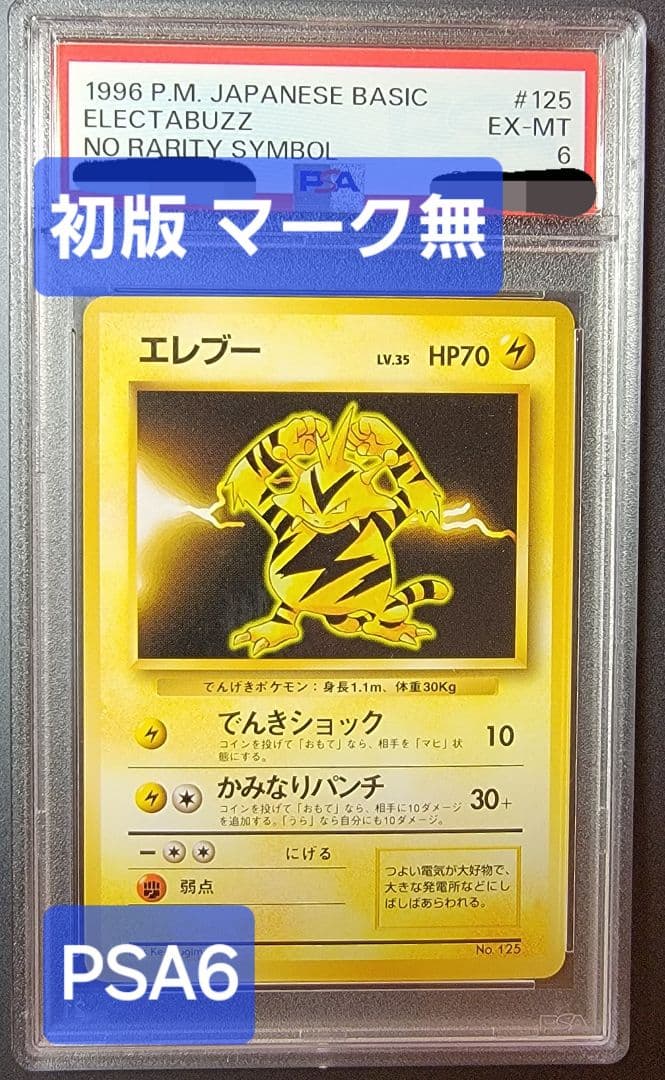 1996 P.M. JAPANESE BASIC #125
ELECTABUZZ EX-MT
NO RARITY SYMBOL 6
PSA
初版 マーク無
エレブー LV.35 HP70
でんげきポケモン：身長1.1m、体重30Kg
でんきショック 10
コインを投げて「おもて」なら、相手を「マヒ」状
態にする。
かみなりパンチ 30+
コインを投げて「おもて」なら、相手に10ダメージ
を追加する。「うら」なら自分にも10ダメージ。
にげる
弱点
つよい電気が大好物で、
大きな発電所などにし
ばしばあらわれる。
No. 125
PSA6
PSA